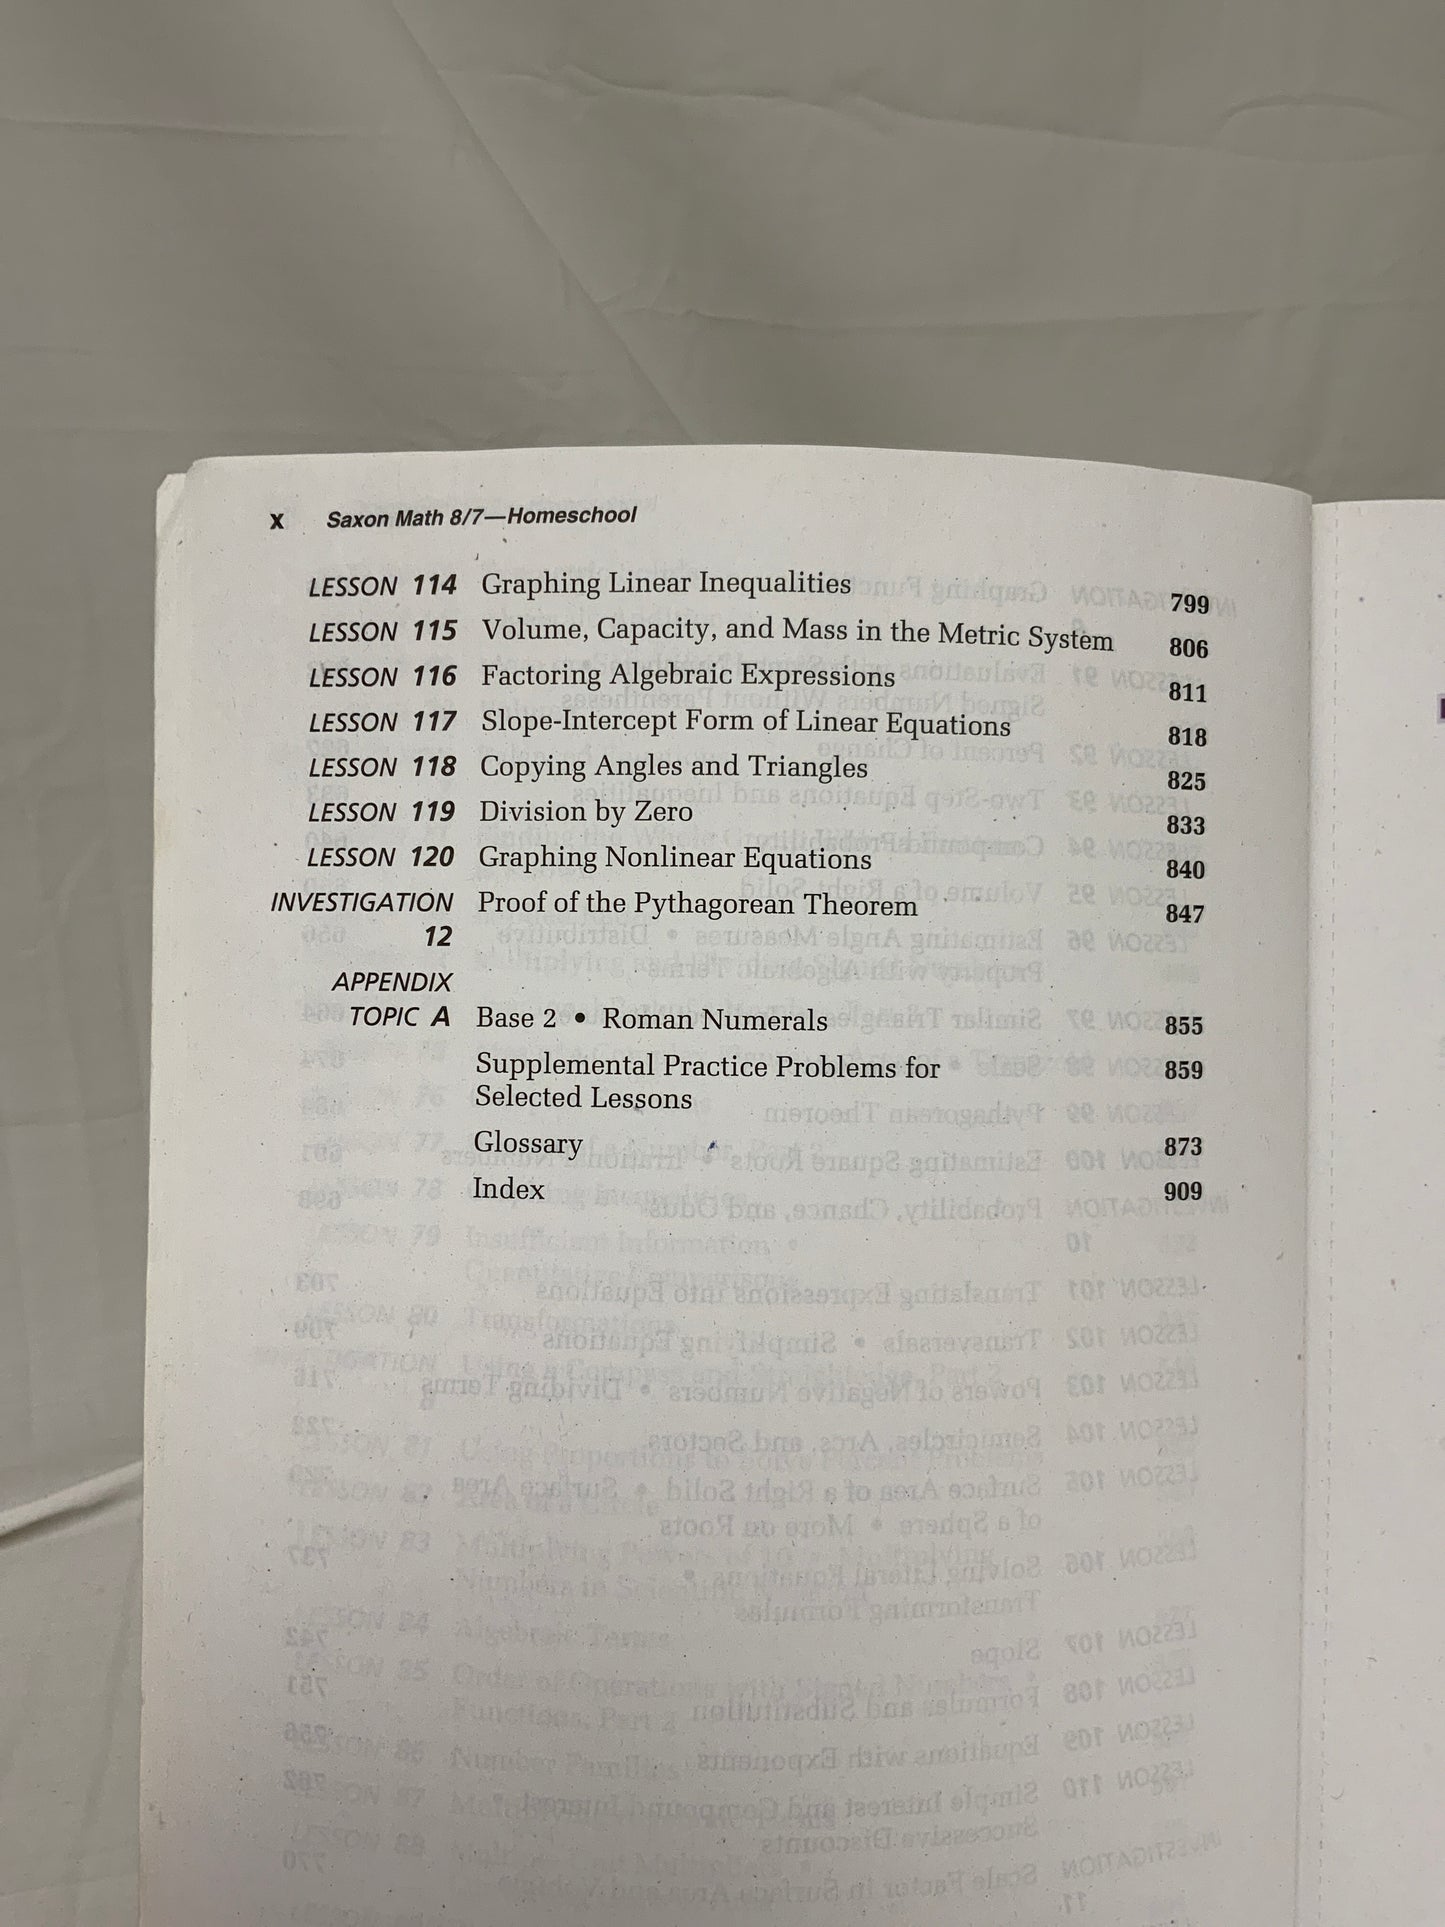 x Saxon Math 8/7—Homeschool
LESSON 114 Graphing Linear Inequalities 799
LESSON 115 Volume, Capacity, and Mass in the Metric System 806
LESSON 116 Factoring Algebraic Expressions 811
LESSON 117 Slope-Intercept Form of Linear Equations 818
LESSON 118 Copying Angles and Triangles 825
LESSON 119 Division by Zero 833
LESSON 120 Graphing Nonlinear Equations 840
INVESTIGATION Proof of the Pythagorean Theorem 847
12
APPENDIX
TOPIC A Base 2 • Roman Numerals 855
Supplemental Practice Problems for 859
Selected Lessons
Glossary 873
Index 909